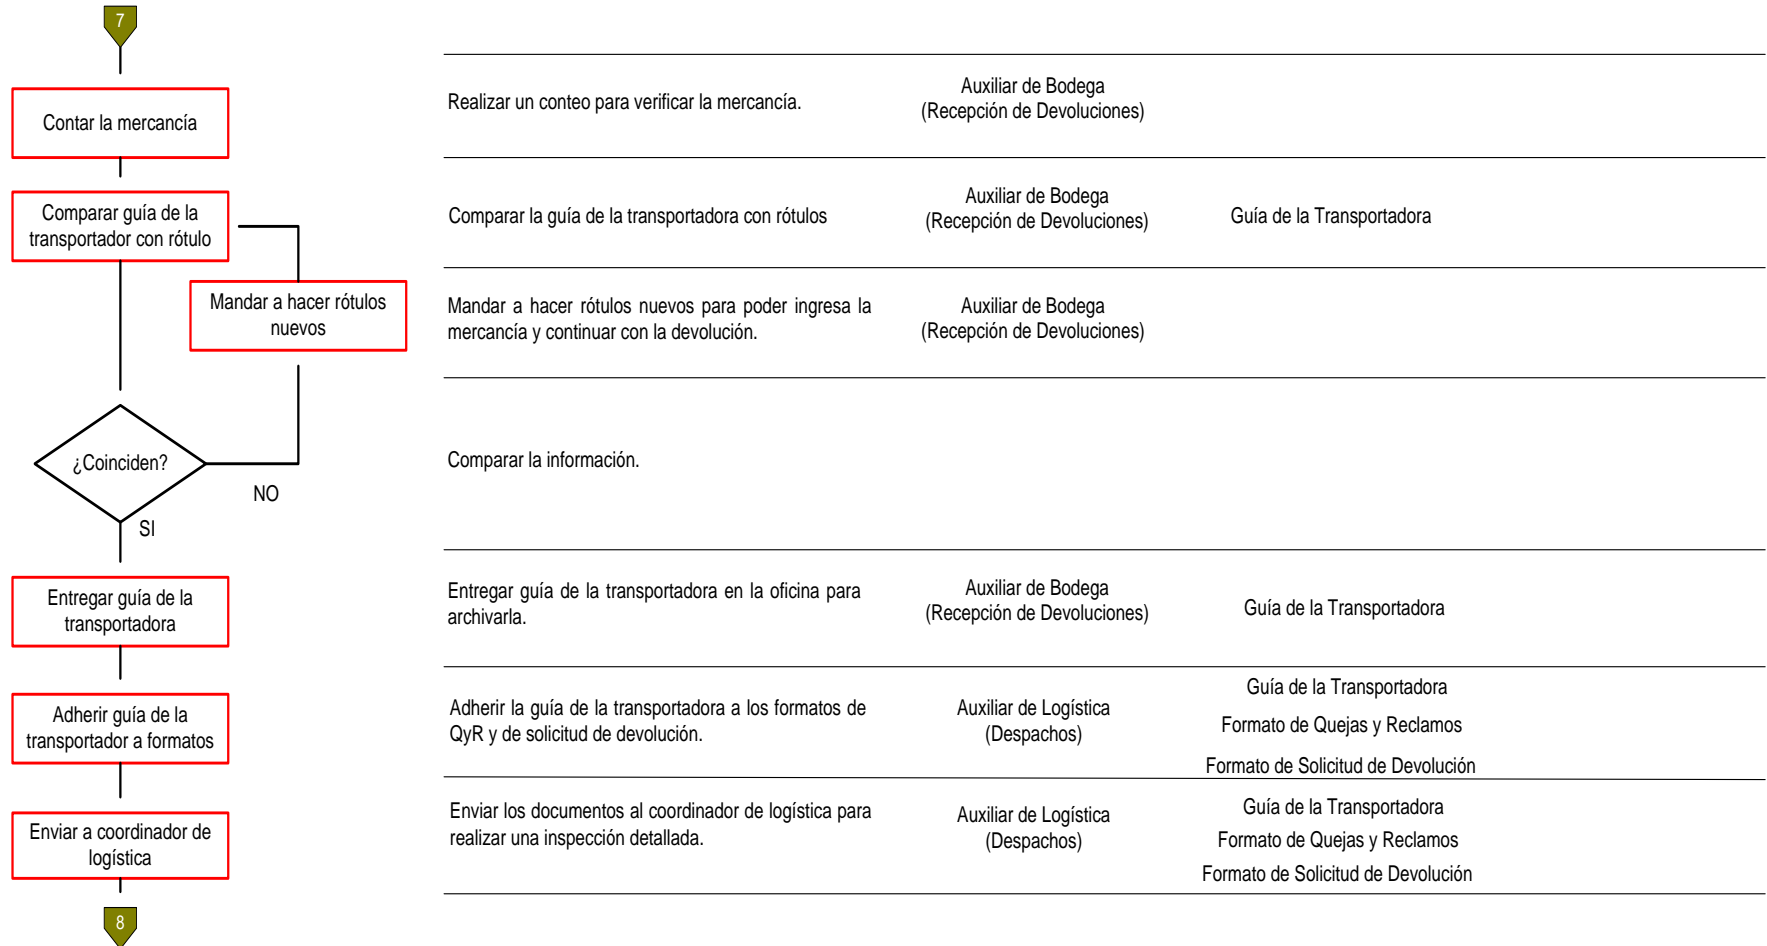 7
Contar la mercancía
Realizar un conteo para verificar la mercancía.
Auxiliar de Bodega
(Recepción de Devoluciones)
Comparar guía de la
transportador con rótulo
Comparar la guía de la transportadora con rótulos
Auxiliar de Bodega
(Recepción de Devoluciones)
Guía de la Transportadora
Mandar a hacer rótulos
nuevos
Mandar a hacer rótulos nuevos para poder ingresa la
mercancía y continuar con la devolución.
Auxiliar de Bodega
(Recepción de Devoluciones)
¿Coinciden?
NO
SI
Comparar la información.
Entregar guía de la
transportadora
Entregar guía de la transportadora en la oficina para
archivarla.
Auxiliar de Bodega
(Recepción de Devoluciones)
Guía de la Transportadora
Adherir guía de la
transportador a formatos
Adherir la guía de la transportadora a los formatos de
QyR y de solicitud de devolución.
Auxiliar de Logística
(Despachos)
Guía de la Transportadora
Formato de Quejas y Reclamos
Formato de Solicitud de Devolución
Enviar a coordinador de
logística
Enviar los documentos al coordinador de logística para
realizar una inspección detallada.
Auxiliar de Logística
(Despachos)
Guía de la Transportadora
Formato de Quejas y Reclamos
Formato de Solicitud de Devolución
8